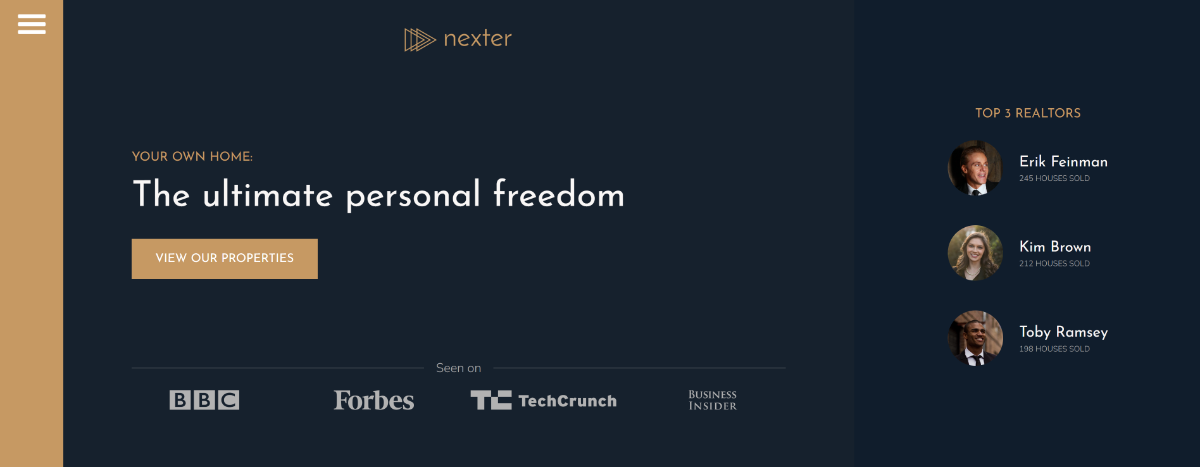 nexter
YOUR OWN HOME:
The ultimate personal freedom
VIEW OUR PROPERTIES
Seen on
BBC
Forbes
TC TechCrunch
BUSINESS
INSIDER
TOP 3 REALTORS
Erik Feinman
245 HOUSES SOLD
Kim Brown
212 HOUSES SOLD
Toby Ramsey
198 HOUSES SOLD